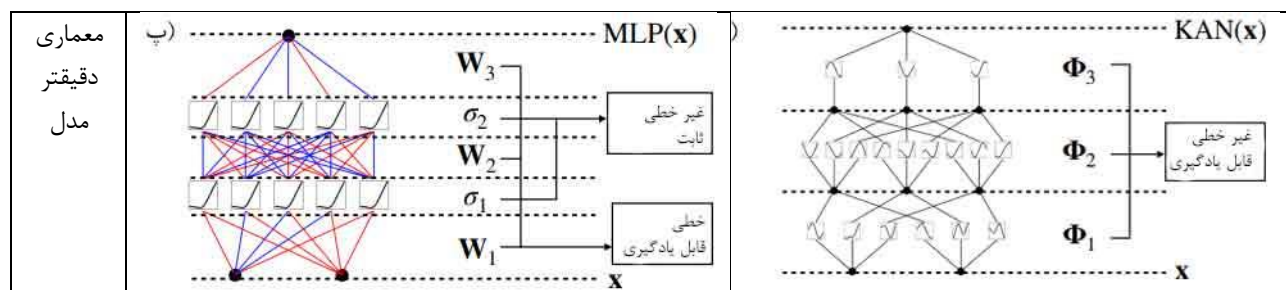 معماری
دقیقتر
مدل
پ)
MLP(x)
W₃
σ₂
W₂
σ₁
W₁
x
غیر خطی
ثابت
خطی
قابل یادگیری
)
KAN(x)
Φ₃
Φ₂
Φ₁
x
غیر خطی
قابل یادگیری